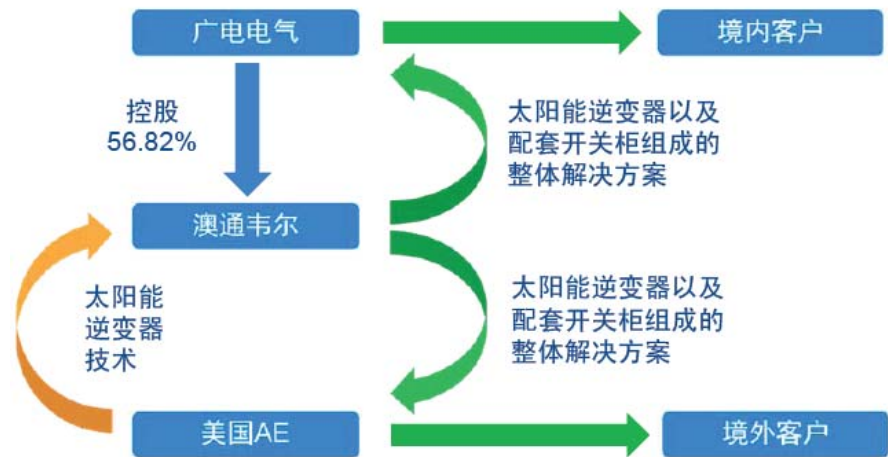 广电电气
境内客户
控股
56.82%
太阳能逆变器以及
配套开关柜组成的
整体解决方案
澳通韦尔
太阳能
逆变器
技术
太阳能逆变器以及
配套开关柜组成的
整体解决方案
美国AE
境外客户